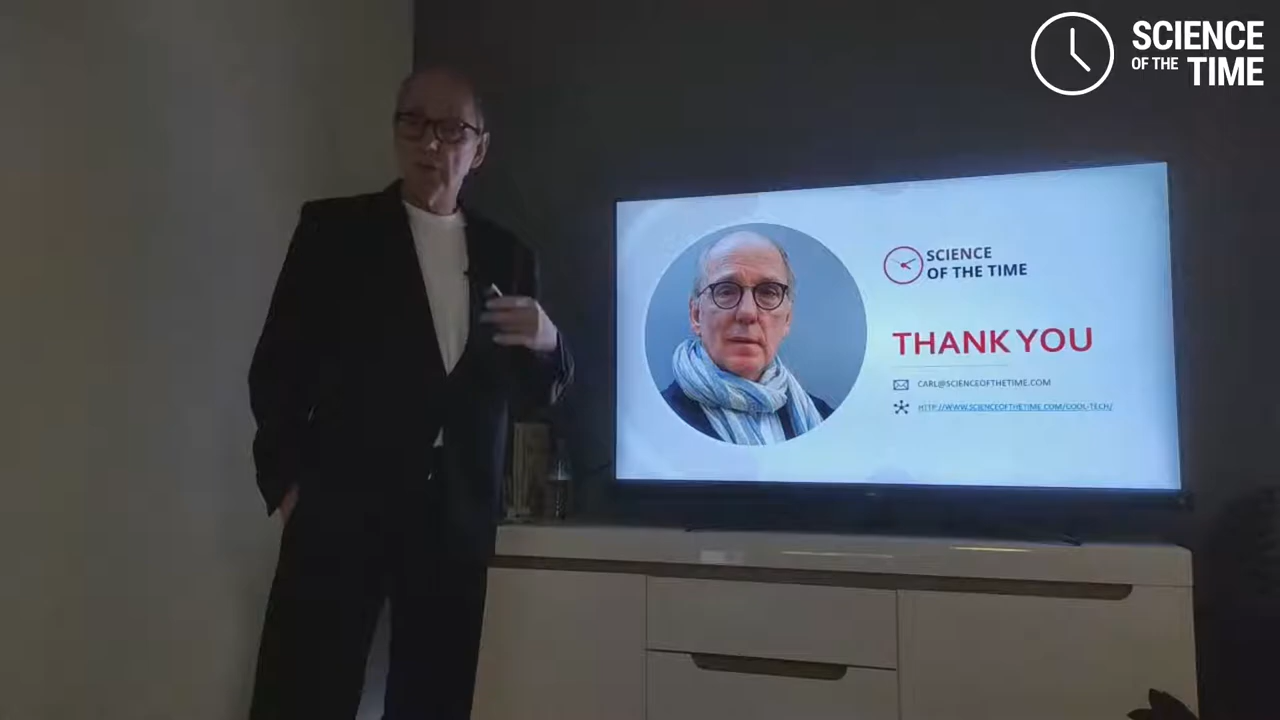 SCIENCE
OF THE TIME
SCIENCE
OF THE TIME
THANK YOU
CARL@SCIENCEOFTHETIME.COM
HTTP://WWW.SCIENCEOFTHETIME.COM/COOL-TECH/